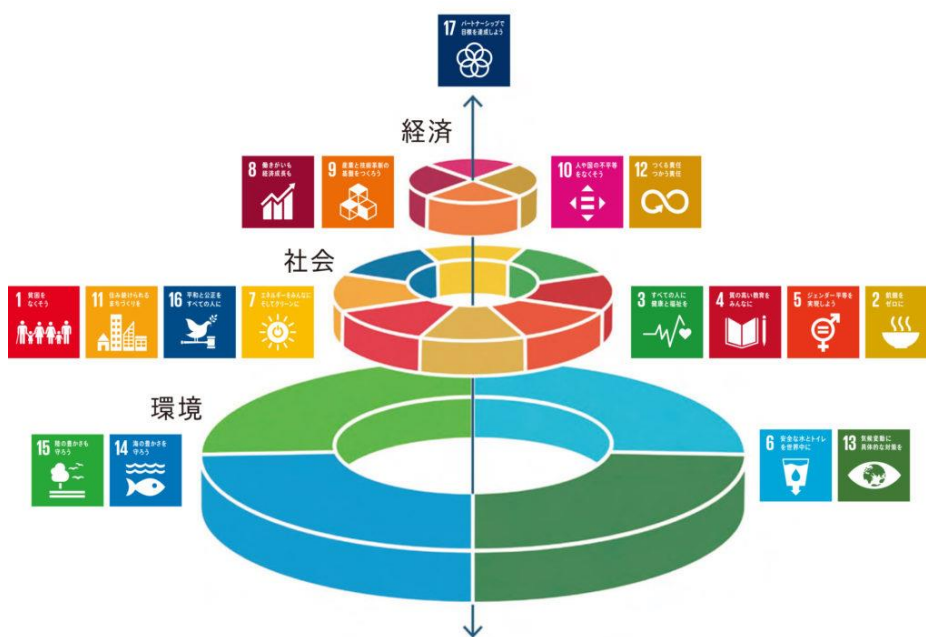 17 パートナーシップで
目標を達成しよう
経済
8 働きがいも
経済成長も
9 産業と技術革新の
基盤をつくろう
10 人や国の不平等
をなくそう
12 つくる責任
つかう責任
社会
1 貧困を
なくそう
11 住み続けられる
まちづくりを
16 平和と公正を
すべての人に
7 エネルギーをみんなに
そしてクリーンに
3 すべての人に
健康と福祉を
4 質の高い教育を
みんなに
5 ジェンダー平等を
実現しよう
2 飢餓を
ゼロに
環境
15 陸の豊かさも
守ろう
14 海の豊かさを
守ろう
6 安全な水とトイレ
を世界中に
13 気候変動に
具体的な対策を